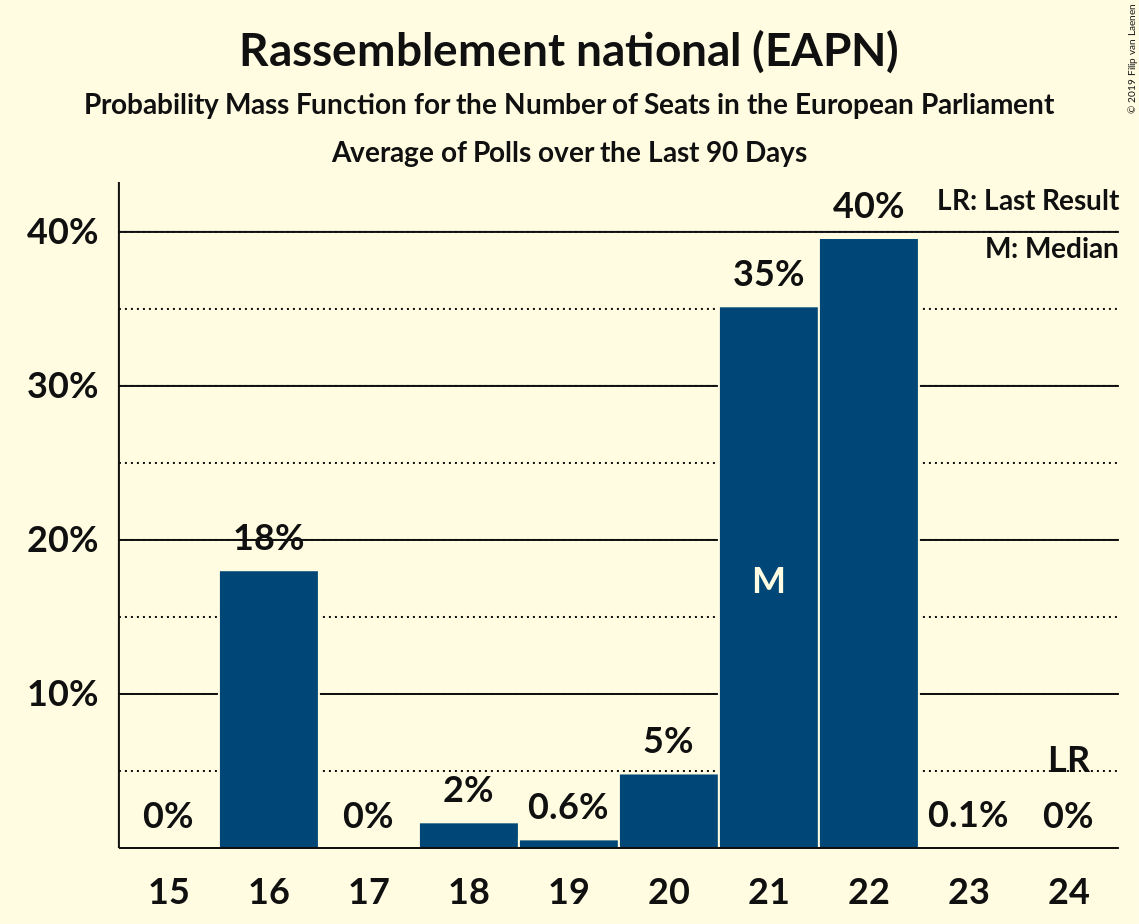 Rassemblement national (EAPN)
Probability Mass Function for the Number of Seats in the European Parliament
Average of Polls over the Last 90 Days
© 2019 Filip van Laenen
LR: Last Result
M: Median
40%
30%
20%
10%
0%
18%
0%
2%
0.6%
5%
35%
M
40%
0.1%
LR
0%
15 16 17 18 19 20 21 22 23 24